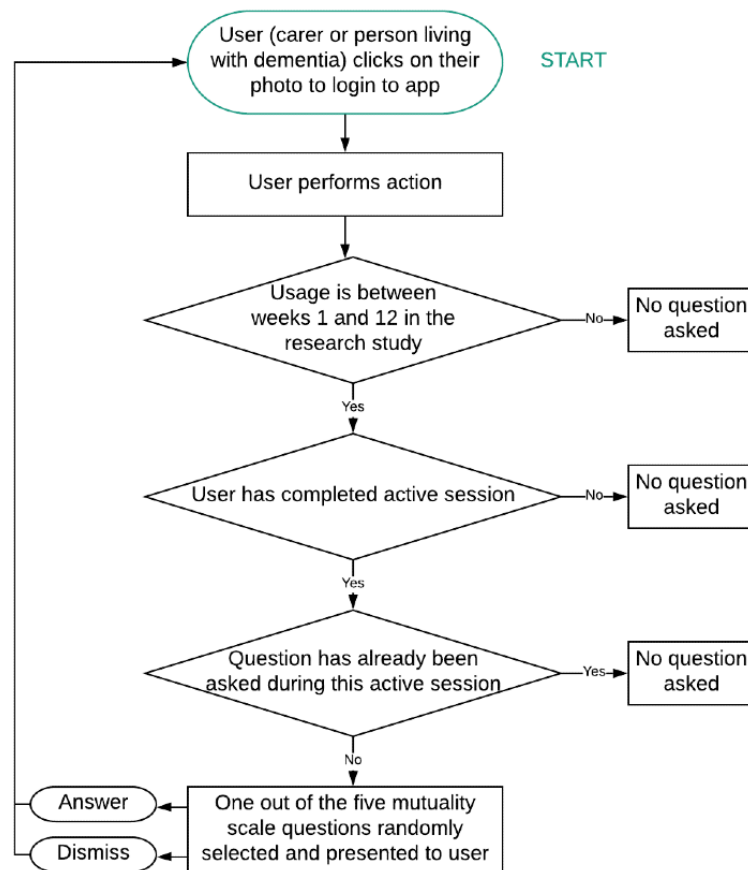 User (carer or person living
with dementia) clicks on their
photo to login to app
START
User performs action
Usage is between
weeks 1 and 12 in the
research study
No
No question
asked
Yes
User has completed active session
No
No question
asked
Yes
Question has already been
asked during this active session
Yes
No question
asked
No
Answer
Dismiss
One out of the five mutuality
scale questions randomly
selected and presented to user